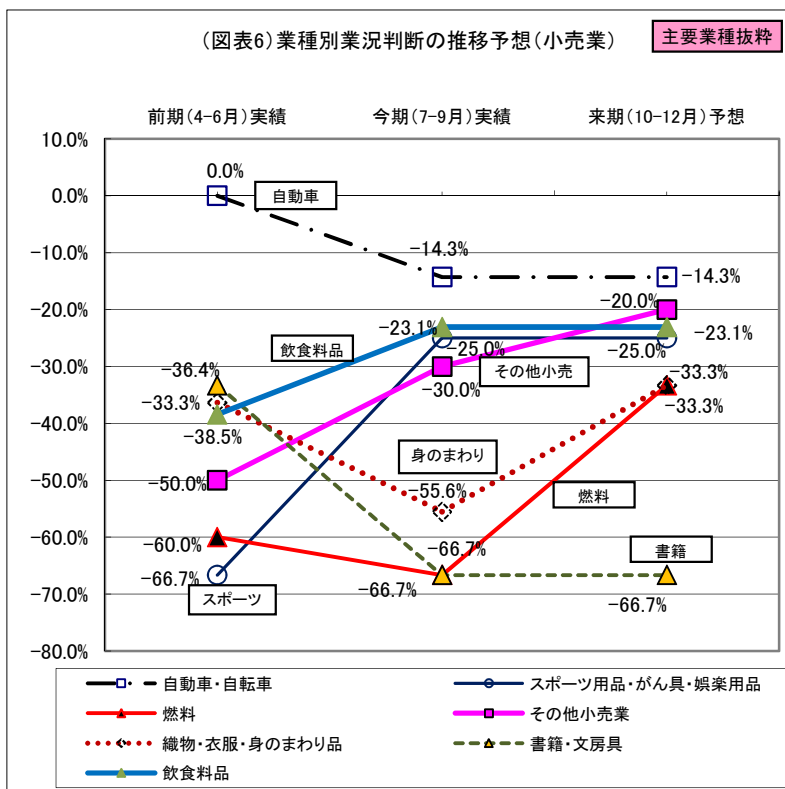 (図表6)業種別業況判断の推移予想(小売業)
主要業種抜粋
前期(4-6月)実績 今期(7-9月)実績 来期(10-12月)予想
10.0%
0.0%
-10.0%
-20.0%
-30.0%
-40.0%
-50.0%
-60.0%
-70.0%
-80.0%
0.0%
自動車
-14.3%
-14.3%
-20.0%
飲食料品
-23.1%
-23.1%
-25.0%
-25.0%
その他小売
-36.4%
-30.0%
-33.3%
-33.3%
-33.3%
-38.5%
身のまわり
-50.0%
-55.6%
燃料
-60.0%
-66.7%
書籍
-66.7%
-66.7%
スポーツ
-66.7%
自動車・自転車
スポーツ用品・がん具・娯楽用品
燃料
その他小売業
織物・衣服・身のまわり品
書籍・文房具
飲食料品